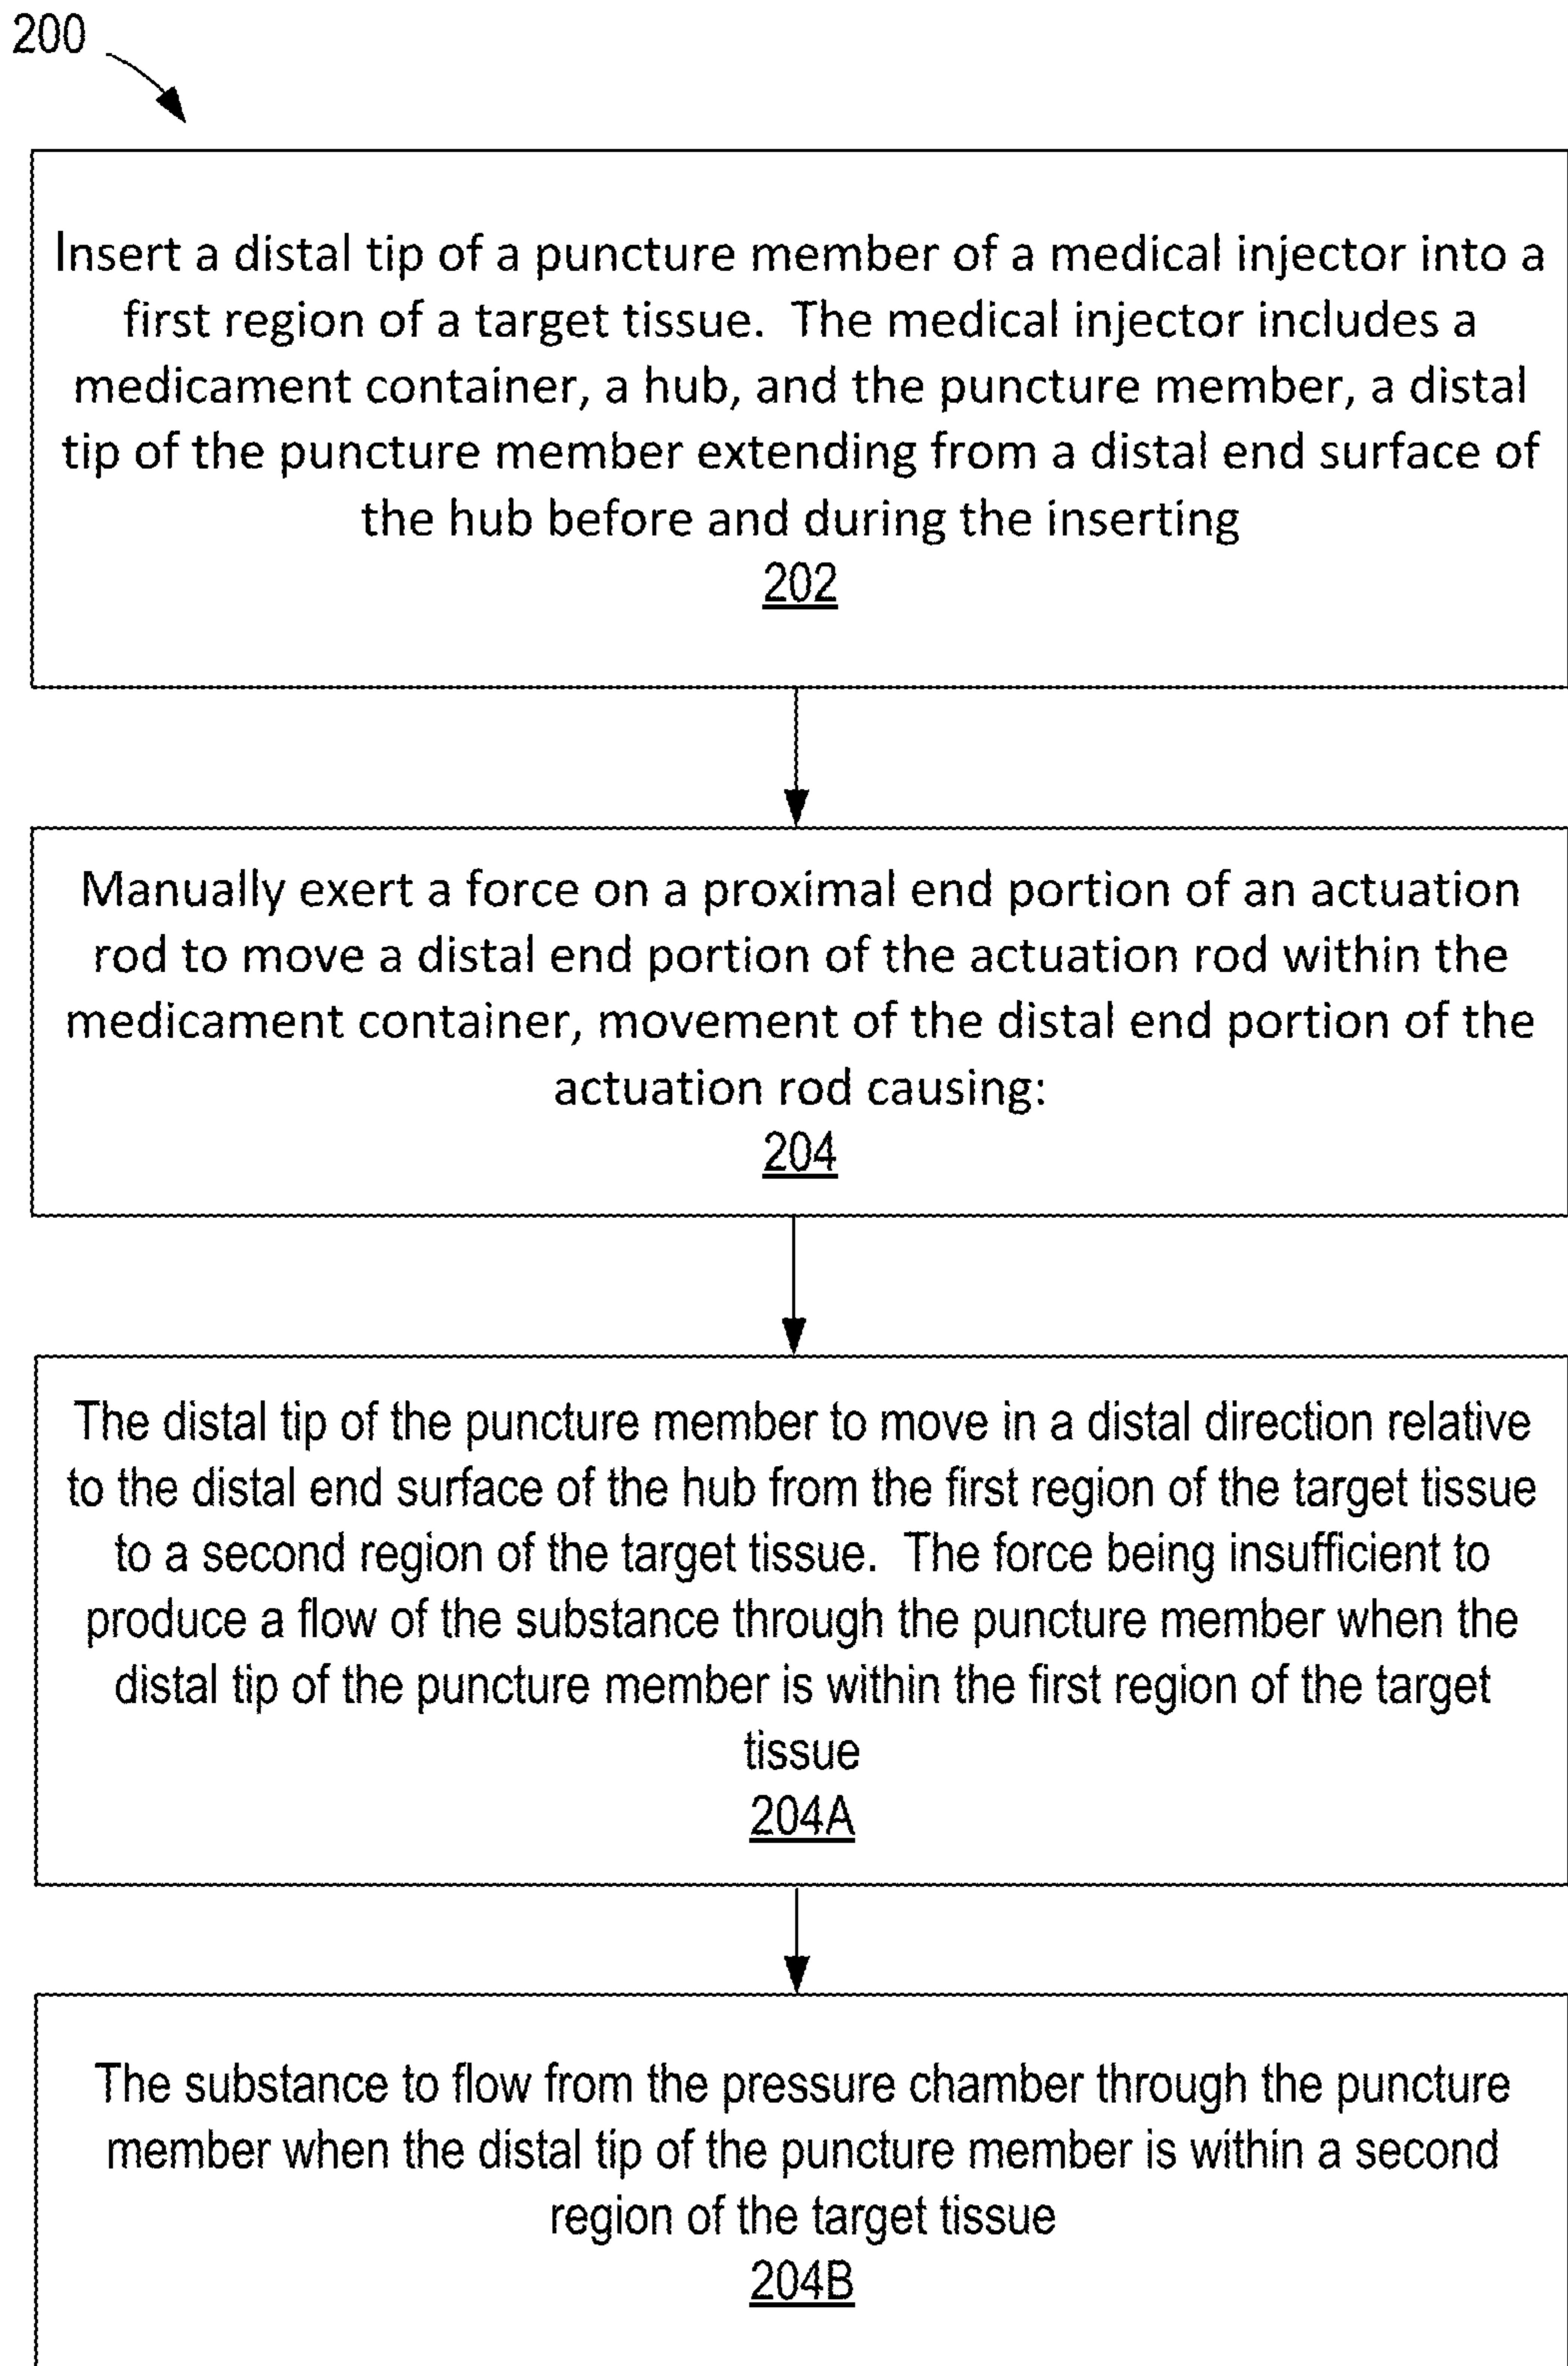 200
Insert a distal tip of a puncture member of a medical injector into a
first region of a target tissue.  The medical injector includes a
medicament container, a hub, and the puncture member, a distal
tip of the puncture member extending from a distal end surface of
the hub before and during the inserting
202
Manually exert a force on a proximal end portion of an actuation
rod to move a distal end portion of the actuation rod within the
medicament container, movement of the distal end portion of the
actuation rod causing:
204
The distal tip of the puncture member to move in a distal direction relative
to the distal end surface of the hub from the first region of the target tissue
to a second region of the target tissue.  The force being insufficient to
produce a flow of the substance through the puncture member when the
distal tip of the puncture member is within the first region of the target
tissue
204A
The substance to flow from the pressure chamber through the puncture
member when the distal tip of the puncture member is within a second
region of the target tissue
204B